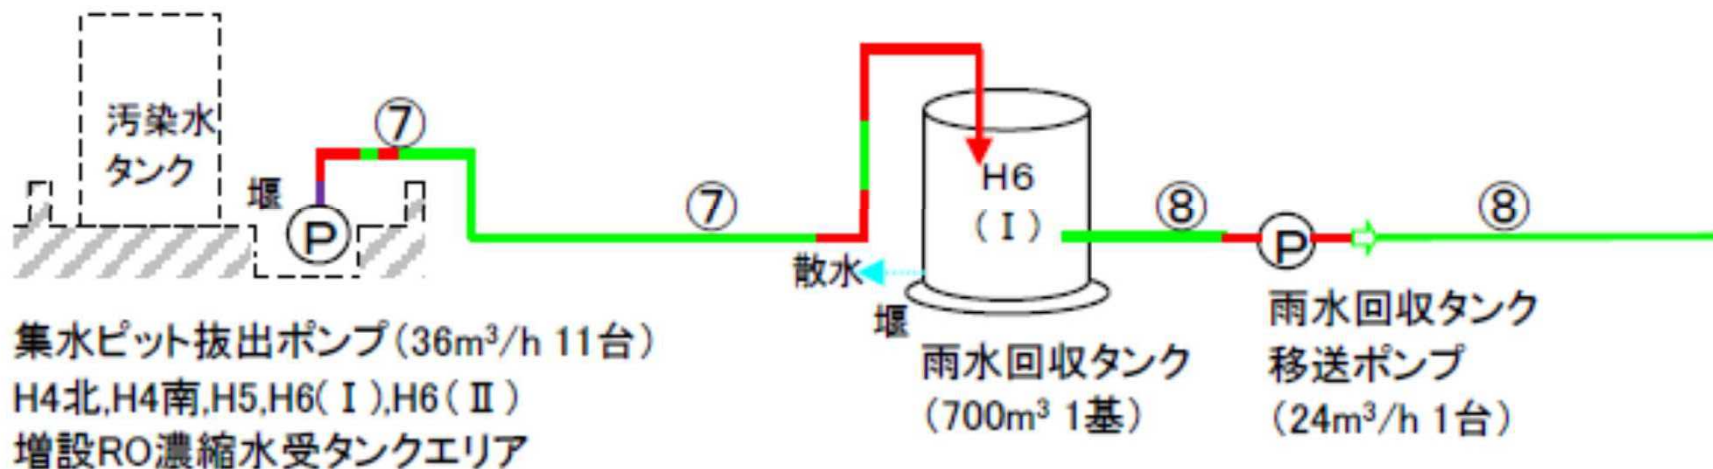 汚染水
タンク
堰
P
⑦
⑦
H6
(Ⅰ)
⑧
P
⑧
散水
堰
集水ピット抜出ポンプ(36m³/h 11台)
H4北,H4南,H5,H6(Ⅰ),H6(Ⅱ)
増設RO濃縮水受タンクエリア
雨水回収タンク
(700m³ 1基)
雨水回収タンク
移送ポンプ
(24m³/h 1台)